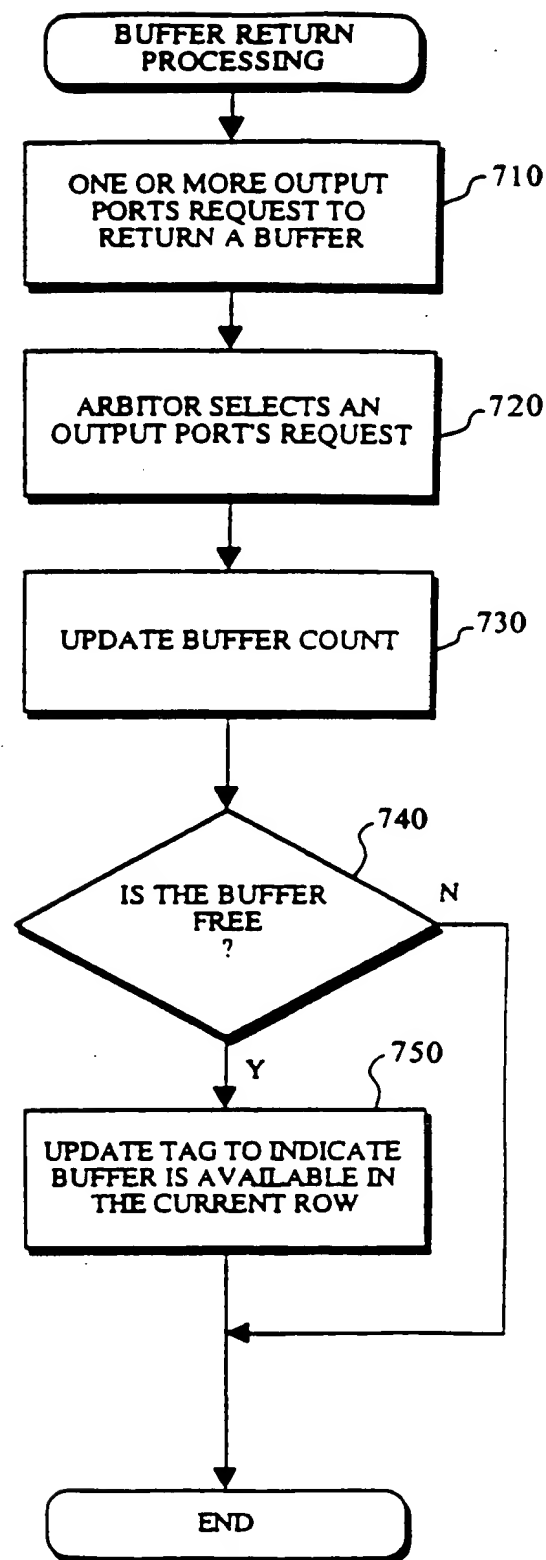 BUFFER RETURN
PROCESSING
ONE OR MORE OUTPUT
PORTS REQUEST TO
RETURN A BUFFER
710
ARBITOR SELECTS AN
OUTPUT PORT'S REQUEST
720
UPDATE BUFFER COUNT
730
740
IS THE BUFFER
FREE
?
N
Y
750
UPDATE TAG TO INDICATE
BUFFER IS AVAILABLE IN
THE CURRENT ROW
END